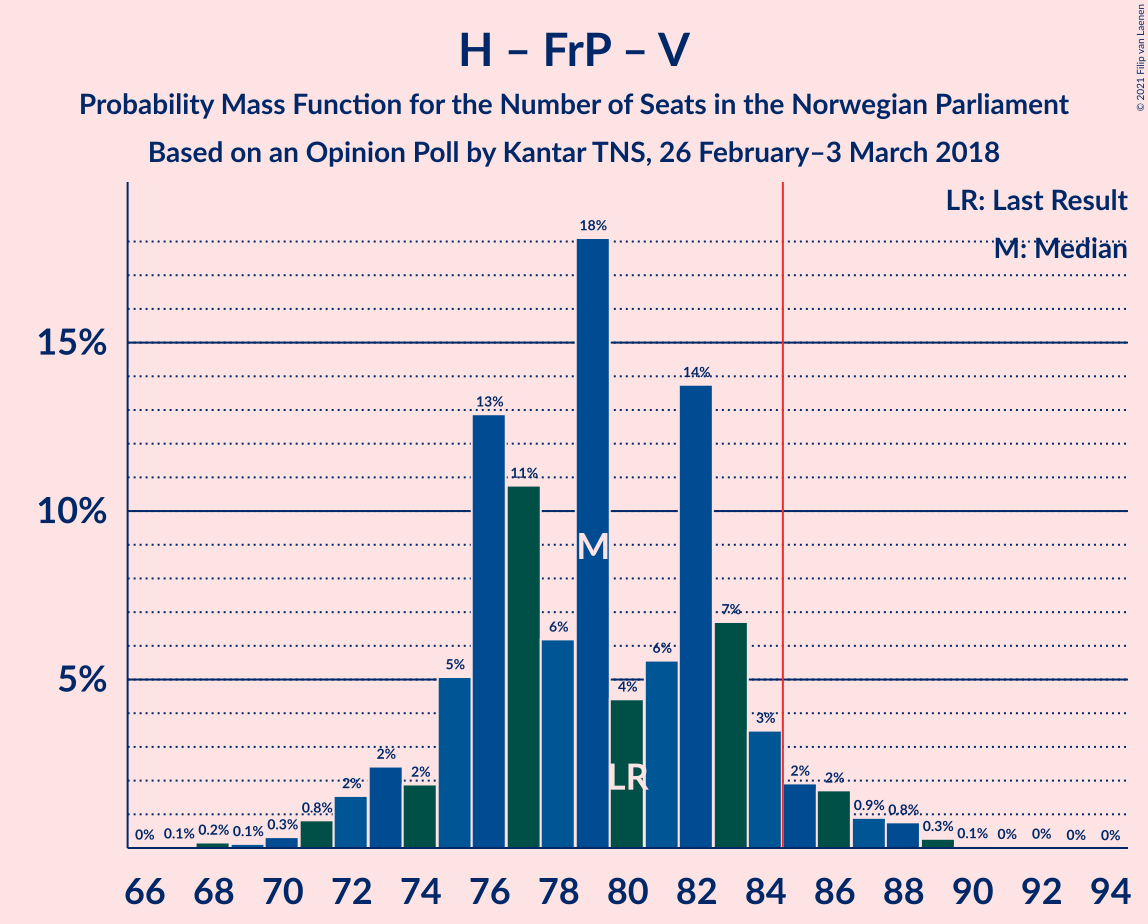 H – FrP – V
Probability Mass Function for the Number of Seats in the Norwegian Parliament
Based on an Opinion Poll by Kantar TNS, 26 February–3 March 2018
© 2021 Filip van Laenen
LR: Last Result
M: Median
15%
10%
5%
0% 0.1% 0.2% 0.1% 0.3% 0.8% 2% 2% 2% 5% 13% 11% 6% 18% 4% 6% 14% 7% 3% 2% 2% 0.9% 0.8% 0.3% 0.1% 0% 0% 0% 0%
M
LR
66 68 70 72 74 76 78 80 82 84 86 88 90 92 94